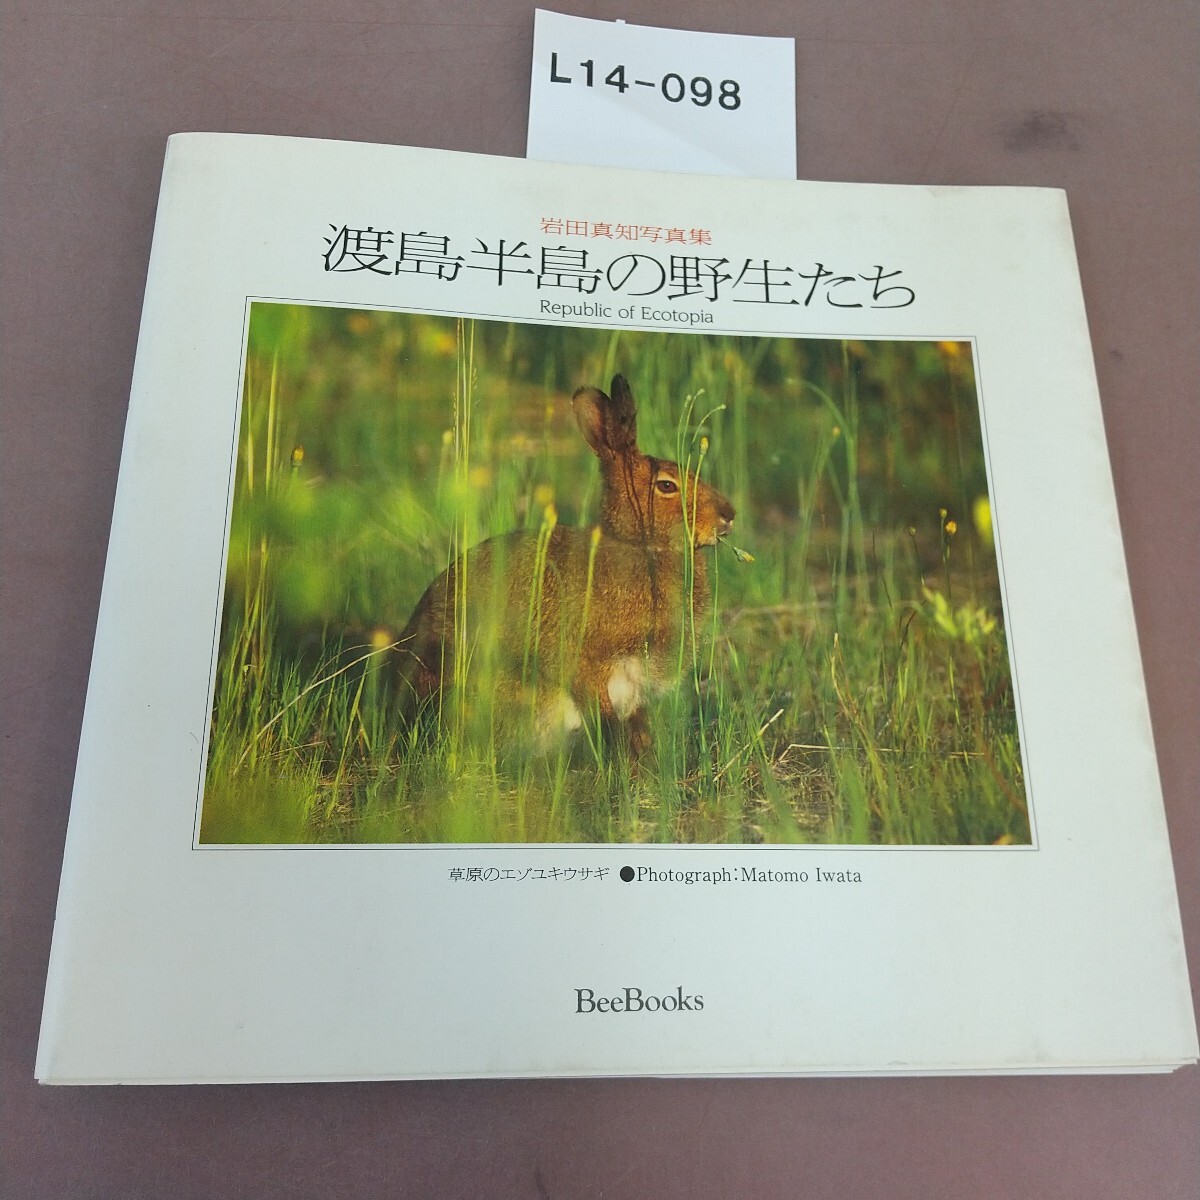 L14-098
岩田真知写真集
渡島半島の野生たち
Republic of Ecotopia
草原のエゾユキウサギ ●Photograph:Matomo Iwata
BeeBooks